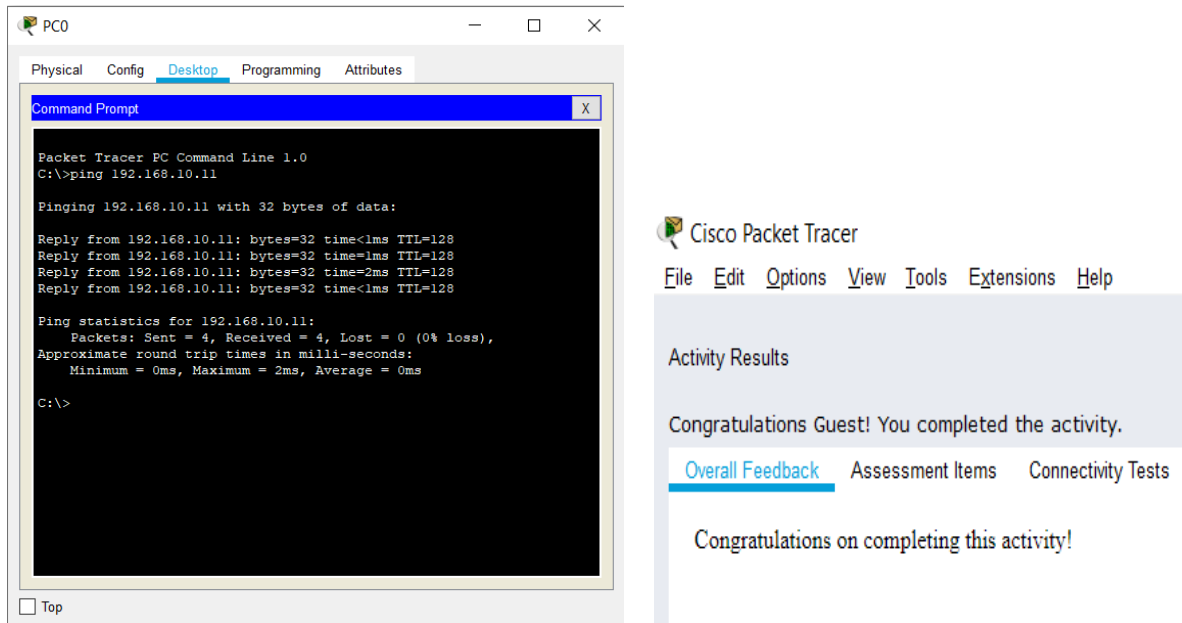 PC0
Physical Config Desktop Programming Attributes
Command Prompt
X
Packet Tracer PC Command Line 1.0
C:\>ping 192.168.10.11
Pinging 192.168.10.11 with 32 bytes of data:
Reply from 192.168.10.11: bytes=32 time<1ms TTL=128
Reply from 192.168.10.11: bytes=32 time=1ms TTL=128
Reply from 192.168.10.11: bytes=32 time=2ms TTL=128
Reply from 192.168.10.11: bytes=32 time<1ms TTL=128
Ping statistics for 192.168.10.11:
Packets: Sent = 4, Received = 4, Lost = 0 (0% loss),
Approximate round trip times in milli-seconds:
Minimum = 0ms, Maximum = 2ms, Average = 0ms
C:\>
Top
Cisco Packet Tracer
File Edit Options View Tools Extensions Help
Activity Results
Congratulations Guest! You completed the activity.
Overall Feedback Assessment Items Connectivity Tests
Congratulations on completing this activity!